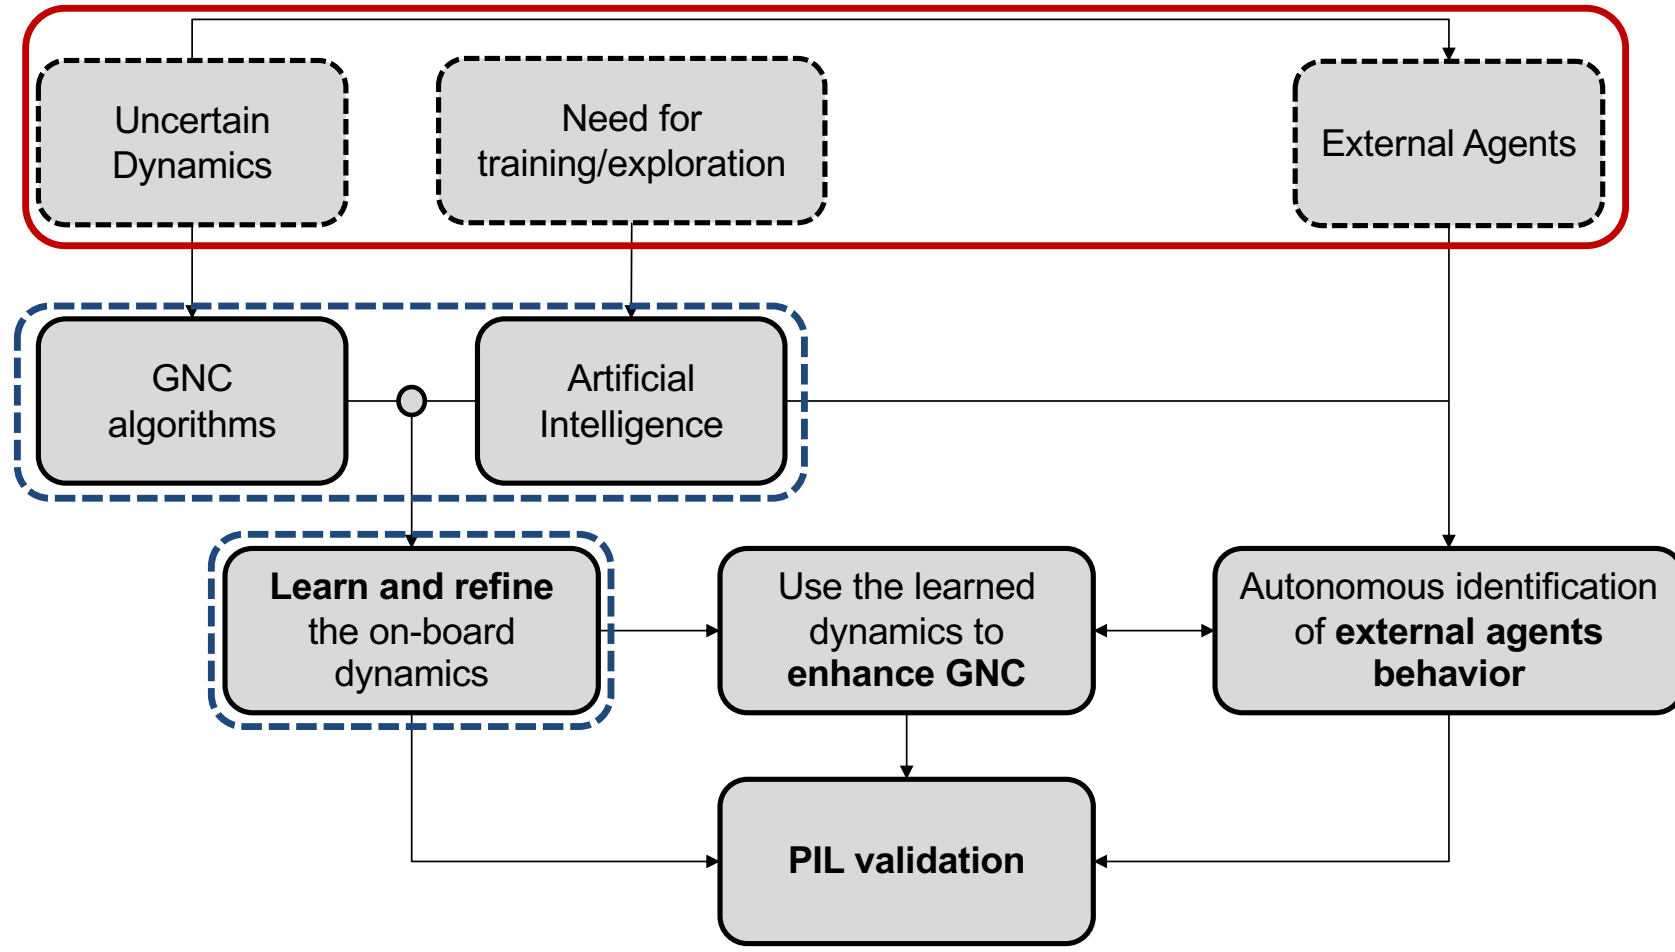 Uncertain
Dynamics
Need for
training/exploration
External Agents
GNC
algorithms
Artificial
Intelligence
Learn and refine
the on-board
dynamics
Use the learned
dynamics to
enhance GNC
Autonomous identification
of external agents
behavior
PIL validation